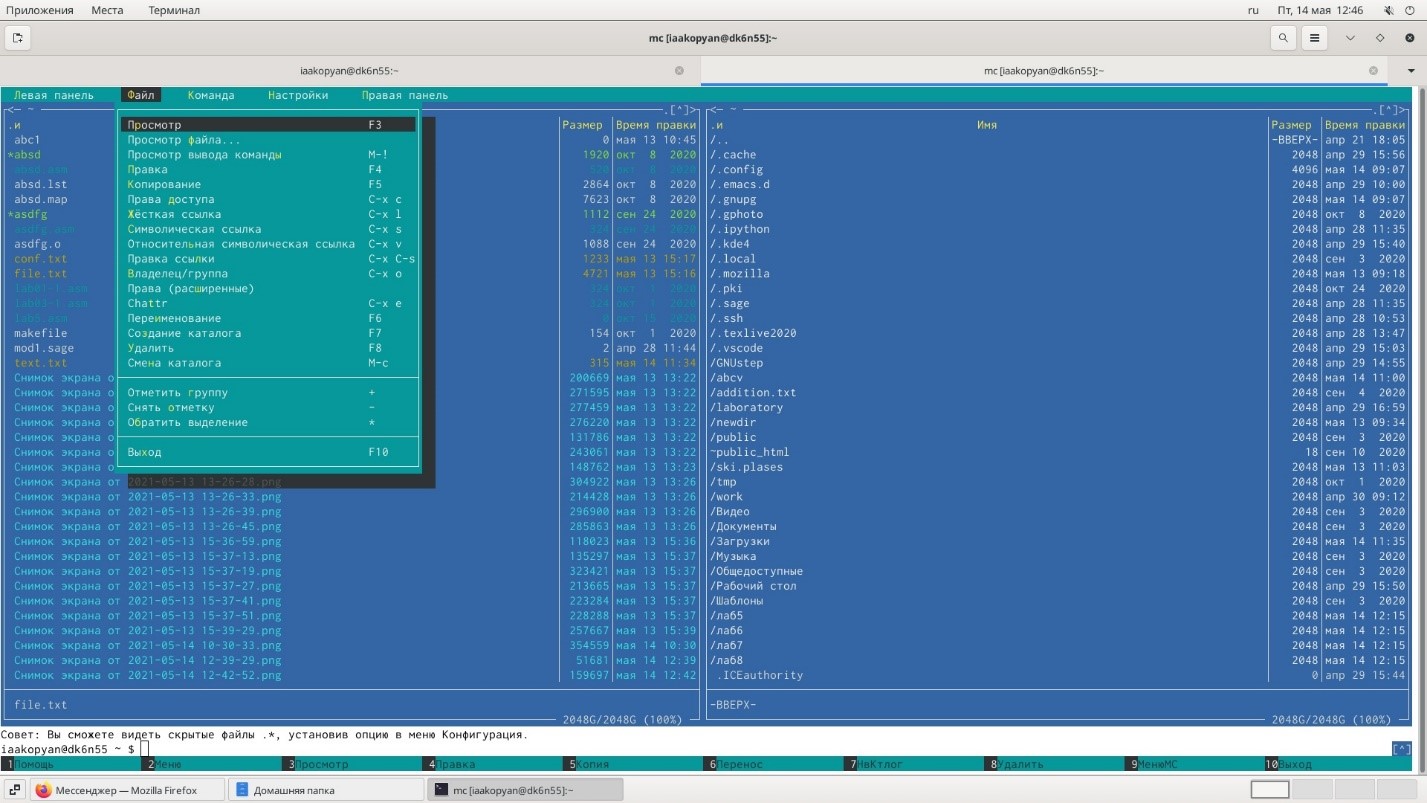 Приложения Места Терминал ru Пт, 14 мая 12:46
mc [iaakopyan@dk6n55]:~
iaakopyan@dk6n55:~ mc [iaakopyan@dk6n55]:~
Левая панель Файл Команда Настройки Правая панель
<— ~ .[^]>
.и Размер Время правки
abc1 0 мая 13 10:45
*absd 1920 окт 8 2020
absd.lst 2864 окт 8 2020
absd.map 7623 окт 8 2020
*asdfg 1112 сен 24 2020
asdfg.o 1088 сен 24 2020
conf.txt 1233 мая 13 15:17
file.txt 4721 мая 13 15:16
makefile 154 окт 1 2020
mod1.sage 2 апр 28 11:44
text.txt 315 мая 14 11:34
Снимок экрана о 200669 мая 13 13:22
Снимок экрана о 271595 мая 13 13:22
Снимок экрана о 277459 мая 13 13:22
Снимок экрана о 276220 мая 13 13:22
Снимок экрана о 131786 мая 13 13:22
Снимок экрана о 243061 мая 13 13:22
Снимок экрана о 148762 мая 13 13:23
Снимок экрана от 2021-05-13 13-26-28.png 304922 мая 13 13:26
Снимок экрана от 2021-05-13 13-26-33.png 214428 мая 13 13:26
Снимок экрана от 2021-05-13 13-26-39.png 296900 мая 13 13:26
Снимок экрана от 2021-05-13 13-26-45.png 285863 мая 13 13:26
Снимок экрана от 2021-05-13 15-36-59.png 118023 мая 13 15:36
Снимок экрана от 2021-05-13 15-37-13.png 135297 мая 13 15:37
Снимок экрана от 2021-05-13 15-37-19.png 323421 мая 13 15:37
Снимок экрана от 2021-05-13 15-37-27.png 213665 мая 13 15:37
Снимок экрана от 2021-05-13 15-37-41.png 223284 мая 13 15:37
Снимок экрана от 2021-05-13 15-37-51.png 228288 мая 13 15:37
Снимок экрана от 2021-05-13 15-39-29.png 257667 мая 13 15:39
Снимок экрана от 2021-05-14 10-30-33.png 354559 мая 14 10:30
Снимок экрана от 2021-05-14 12-39-29.png 51681 мая 14 12:39
Снимок экрана от 2021-05-14 12-42-52.png 159697 мая 14 12:42
file.txt
2048G/2048G (100%)
Просмотр F3
Просмотр файла...
Просмотр вывода команды M-!
Правка F4
Копирование F5
Права доступа C-x c
Жёсткая ссылка C-x l
Символическая ссылка C-x s
Относительная символическая ссылка C-x v
Правка ссылки C-x C-s
Владелец/группа C-x o
Права (расширенные)
Chattr C-x e
Переименование F6
Создание каталога F7
Удалить F8
Смена каталога M-c
Отметить группу +
Снять отметку -
Обратить выделение *
Выход F10
<— ~ .[^]>
.и Имя Размер Время правки
/.. -ВВЕРХ- апр 21 18:05
/.cache 2048 апр 29 15:56
/.config 4096 мая 14 09:07
/.emacs.d 2048 апр 29 10:00
/.gnupg 2048 мая 14 09:07
/.gphoto 2048 окт 8 2020
/.ipython 2048 апр 28 11:35
/.kde4 2048 апр 29 15:40
/.local 2048 сен 3 2020
/.mozilla 2048 мая 13 09:18
/.pki 2048 окт 24 2020
/.sage 2048 апр 28 11:35
/.ssh 2048 апр 28 10:53
/.texlive2020 2048 апр 28 13:47
/.vscode 2048 апр 29 15:03
/GNUstep 2048 апр 29 14:55
/abcv 2048 мая 14 11:00
/addition.txt 2048 сен 4 2020
/laboratory 2048 апр 29 16:59
/newdir 2048 мая 13 09:34
/public 2048 сен 3 2020
~public_html 18 сен 10 2020
/ski.plases 2048 мая 13 11:03
/tmp 2048 окт 1 2020
/work 2048 апр 30 09:12
/Видео 2048 сен 3 2020
/Документы 2048 сен 3 2020
/Загрузки 2048 мая 14 11:35
/Музыка 2048 сен 3 2020
/Общедоступные 2048 сен 3 2020
/Рабочий стол 2048 апр 29 15:50
/Шаблоны 2048 сен 3 2020
/лаб5 2048 мая 14 12:15
/лаб6 2048 мая 14 12:15
/лаб7 2048 мая 14 12:15
/лаб8 2048 мая 14 12:15
.ICEauthority 0 апр 29 15:44
-ВВЕРХ-
2048G/2048G (100%)
Совет: Вы сможете видеть скрытые файлы .*, установив опцию в меню Конфигурация.
iaakopyan@dk6n55 ~ $ [^]
1Помощь 2Меню 3Просмотр 4Правка 5Копия 6Перенос 7НвКтлог 8Удалить 9МенюMC 10Выход
Мессенджер — Mozilla Firefox Домашняя папка mc [iaakopyan@dk6n55]:~